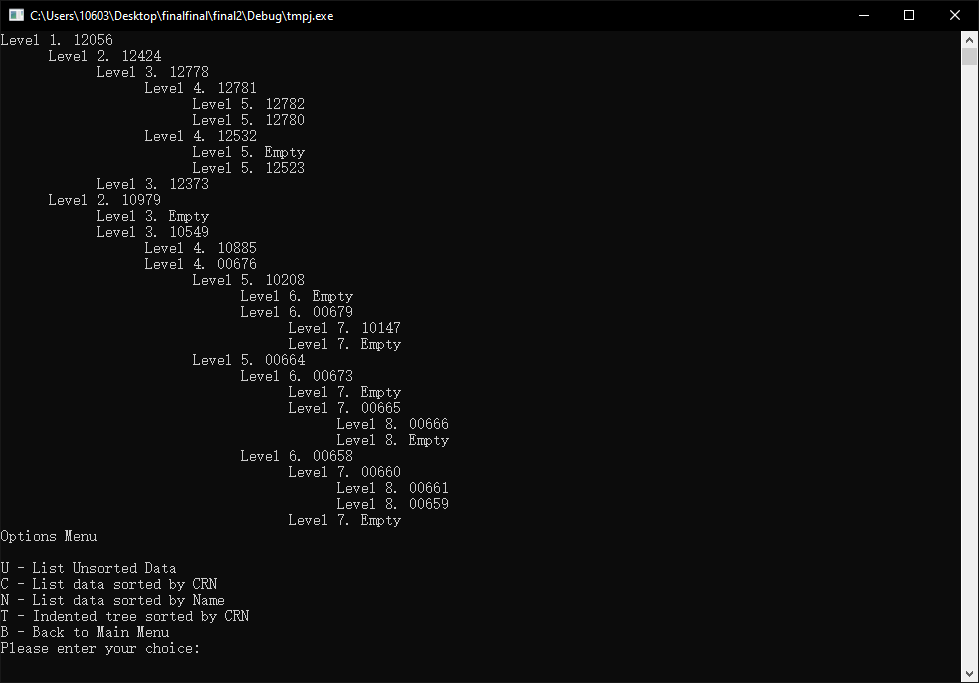 C:\Users\10603\Desktop\finalfinal\final2\Debug\tmpj.exe
Level 1. 12056
Level 2. 12424
Level 3. 12778
Level 4. 12781
Level 5. 12782
Level 5. 12780
Level 4. 12532
Level 5. Empty
Level 5. 12523
Level 3. 12373
Level 2. 10979
Level 3. Empty
Level 3. 10549
Level 4. 10885
Level 4. 00676
Level 5. 10208
Level 6. Empty
Level 6. 00679
Level 7. 10147
Level 7. Empty
Level 5. 00664
Level 6. 00673
Level 7. Empty
Level 7. 00665
Level 8. 00666
Level 8. Empty
Level 6. 00658
Level 7. 00660
Level 8. 00661
Level 8. 00659
Level 7. Empty
Options Menu
U - List Unsorted Data
C - List data sorted by CRN
N - List data sorted by Name
T - Indented tree sorted by CRN
B - Back to Main Menu
Please enter your choice: